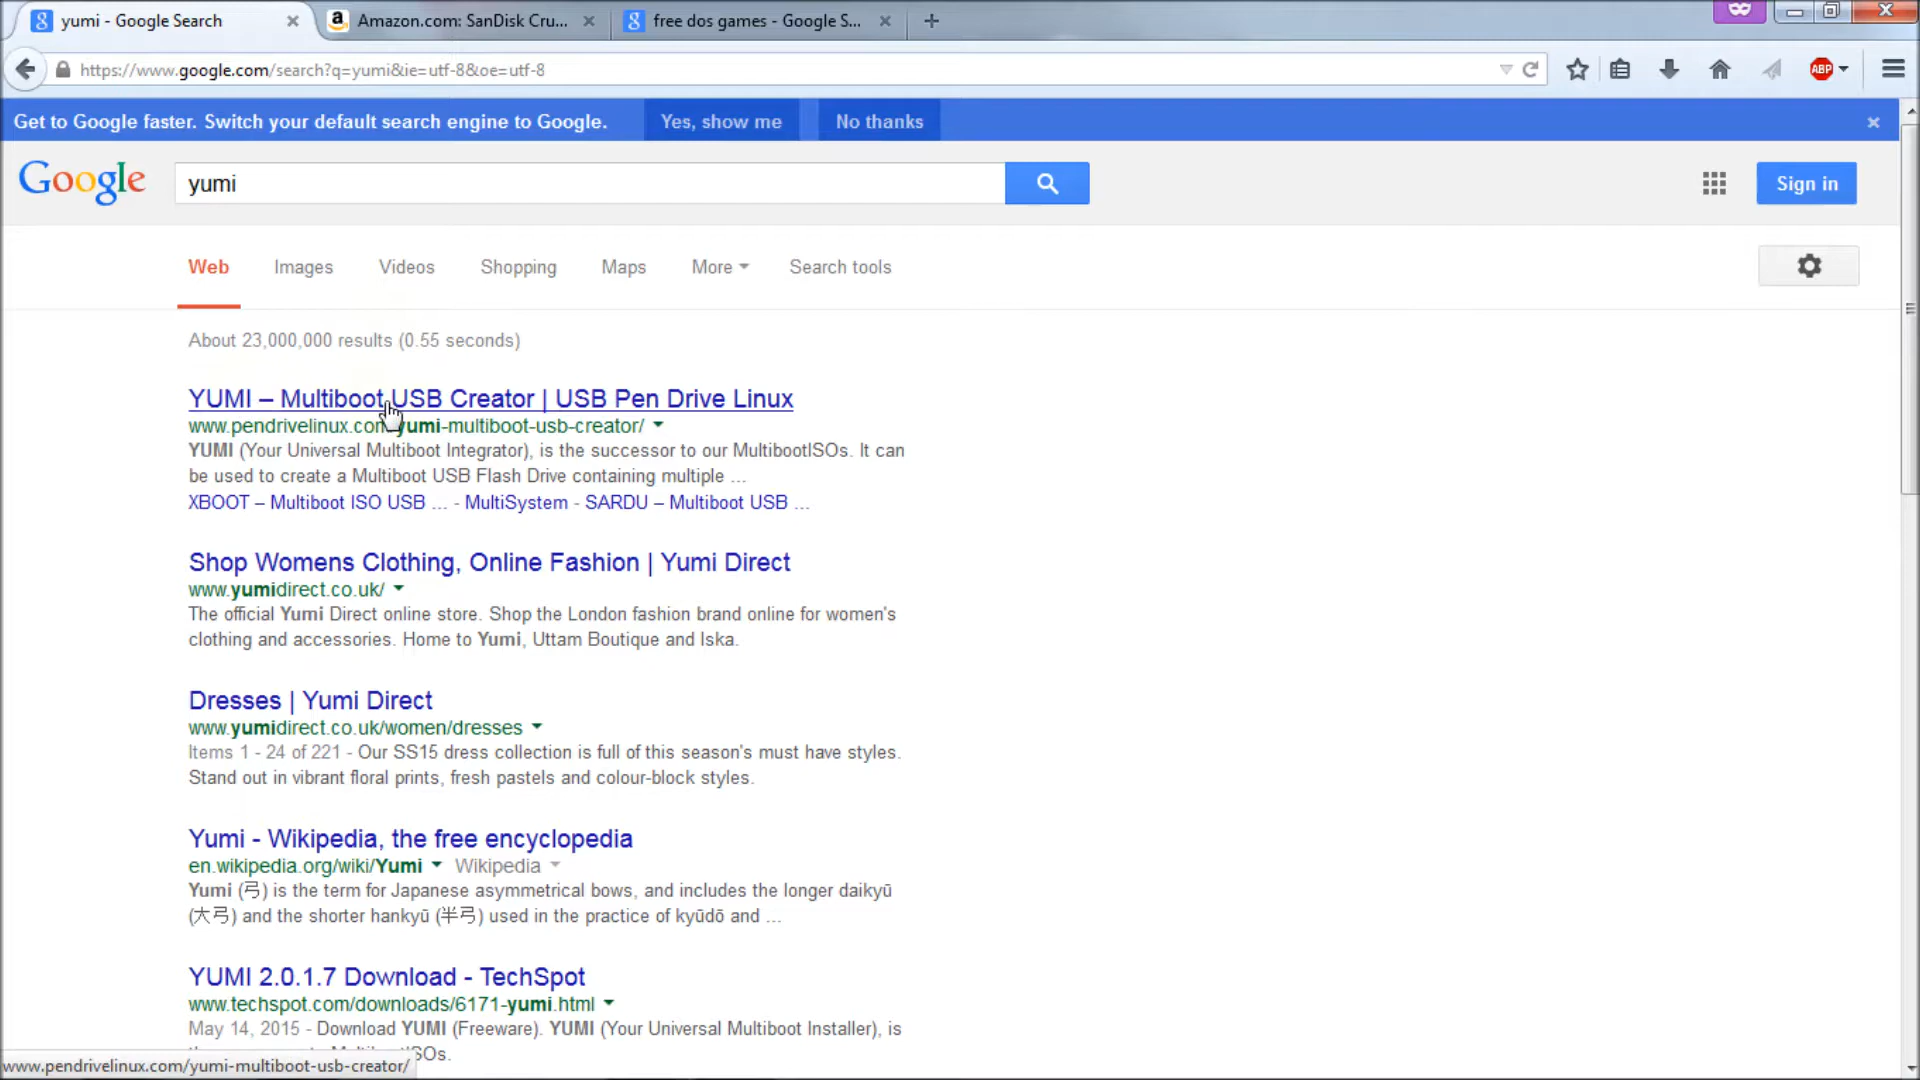 yumi - Google Search
Amazon.com: SanDisk Cru...
free dos games - Google S...
https://www.google.com/search?q=yumi&ie=utf-8&oe=utf-8
ABP
Get to Google faster. Switch your default search engine to Google.
Yes, show me
No thanks
Google
yumi
Sign in
Web
Images
Videos
Shopping
Maps
More
Search tools
About 23,000,000 results (0.55 seconds)
YUMI – Multiboot USB Creator | USB Pen Drive Linux
www.pendrivelinux.com/yumi-multiboot-usb-creator/
YUMI (Your Universal Multiboot Integrator), is the successor to our MultibootISOs. It can
be used to create a Multiboot USB Flash Drive containing multiple ...
XBOOT – Multiboot ISO USB ... - MultiSystem - SARDU – Multiboot USB ...
Shop Womens Clothing, Online Fashion | Yumi Direct
www.yumidirect.co.uk/
The official Yumi Direct online store. Shop the London fashion brand online for women's
clothing and accessories. Home to Yumi, Uttam Boutique and Iska.
Dresses | Yumi Direct
www.yumidirect.co.uk/women/dresses
Items 1 - 24 of 221 - Our SS15 dress collection is full of this season's must have styles.
Stand out in vibrant floral prints, fresh pastels and colour-block styles.
Yumi - Wikipedia, the free encyclopedia
en.wikipedia.org/wiki/Yumi Wikipedia
Yumi (弓) is the term for Japanese asymmetrical bows, and includes the longer daikyū
(大弓) and the shorter hankyū (半弓) used in the practice of kyūdō and ...
YUMI 2.0.1.7 Download - TechSpot
www.techspot.com/downloads/6171-yumi.html
May 14, 2015 - Download YUMI (Freeware). YUMI (Your Universal Multiboot Installer), is
www.pendrivelinux.com/yumi-multiboot-usb-creator/